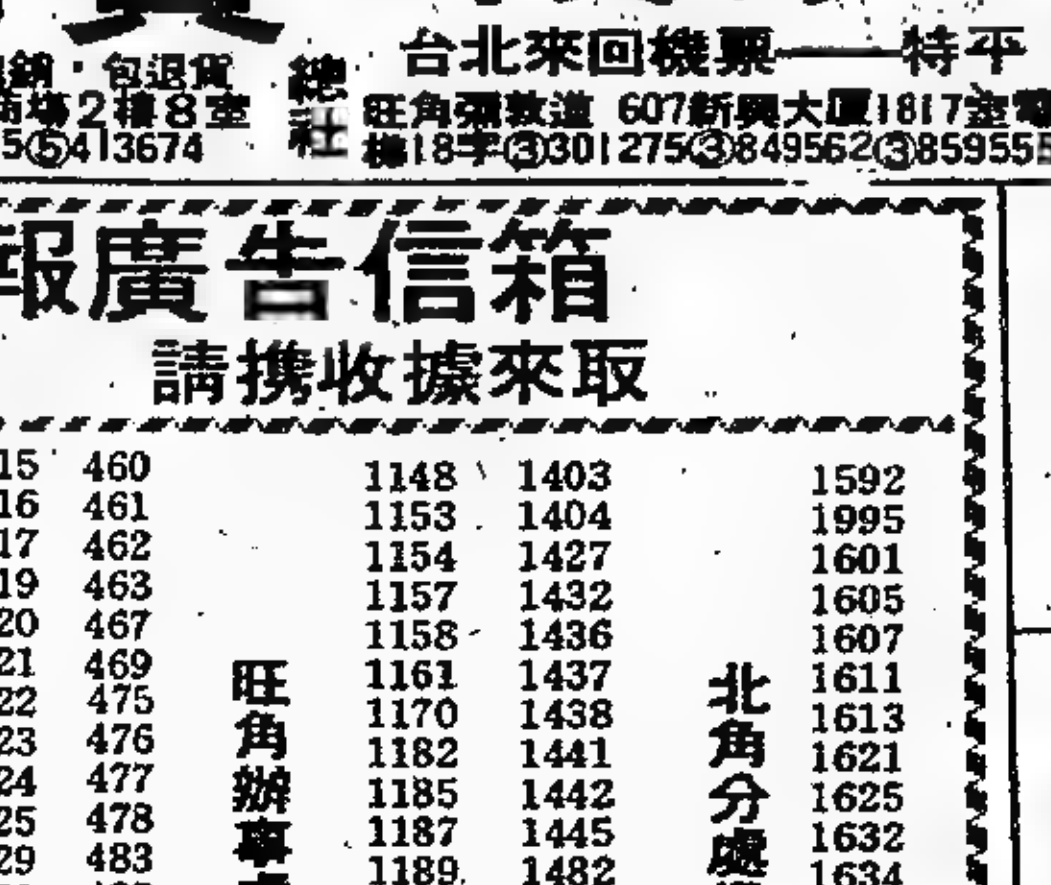 台北來回機票——特平
包退貨
總社
場2樓8室
旺角彌敦道 607新興大厦1817室電
5⑤413674
梯18字③301275③849562③859555
報廣告信箱
請携收據來取
15 460 1148 1403 1592
16 461 1153 1404 1995
17 462 1154 1427 1601
19 463 1157 1432 1605
20 467 1158 1436 1607
21 469 1161 1437 1611
22 475 1170 1438 1613
23 476 1182 1441 1621
24 477 1185 1442 1625
25 478 1187 1445 1632
29 483 1189 1482 1634
旺角辦事
北角分處